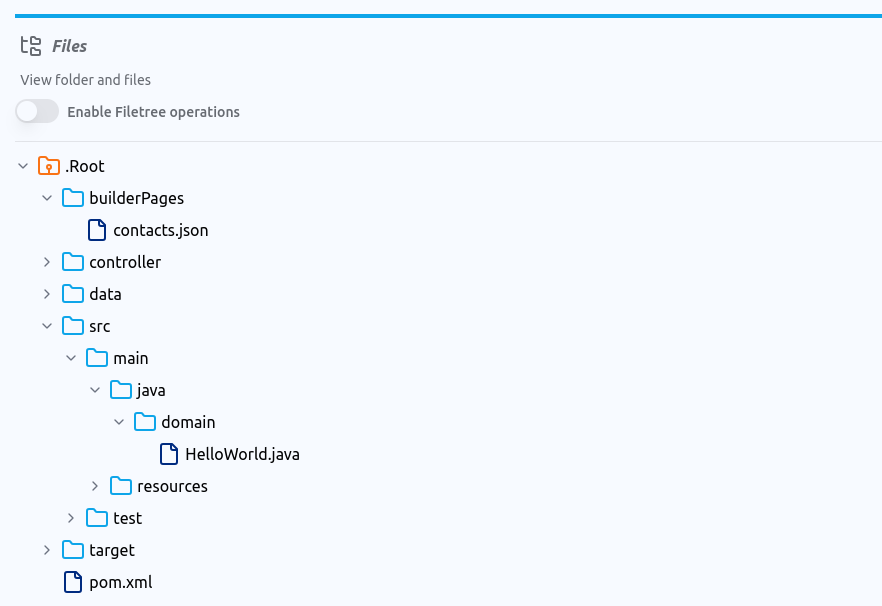 Files
View folder and files
Enable Filetree operations
.Root
builderPages
contacts.json
controller
data
src
main
java
domain
HelloWorld.java
resources
test
target
pom.xml